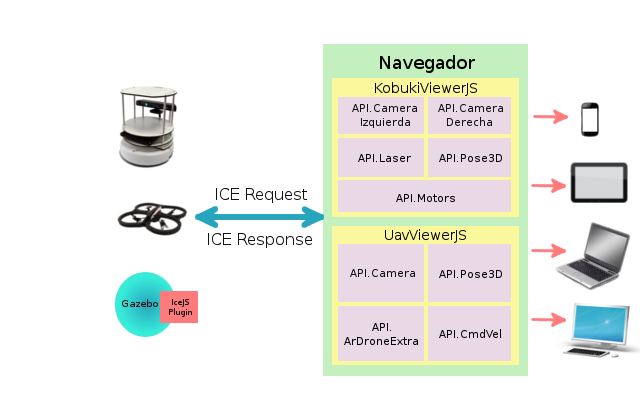 Navegador
KobukiViewerJS
API.Camera
Izquierda
API.Camera
Derecha
API.Laser
API.Pose3D
API.Motors
ICE Request
ICE Response
UavViewerJS
API.Camera
API.Pose3D
API.
ArDroneExtra
API.CmdVel
Gazebo
IceJS
Plugin